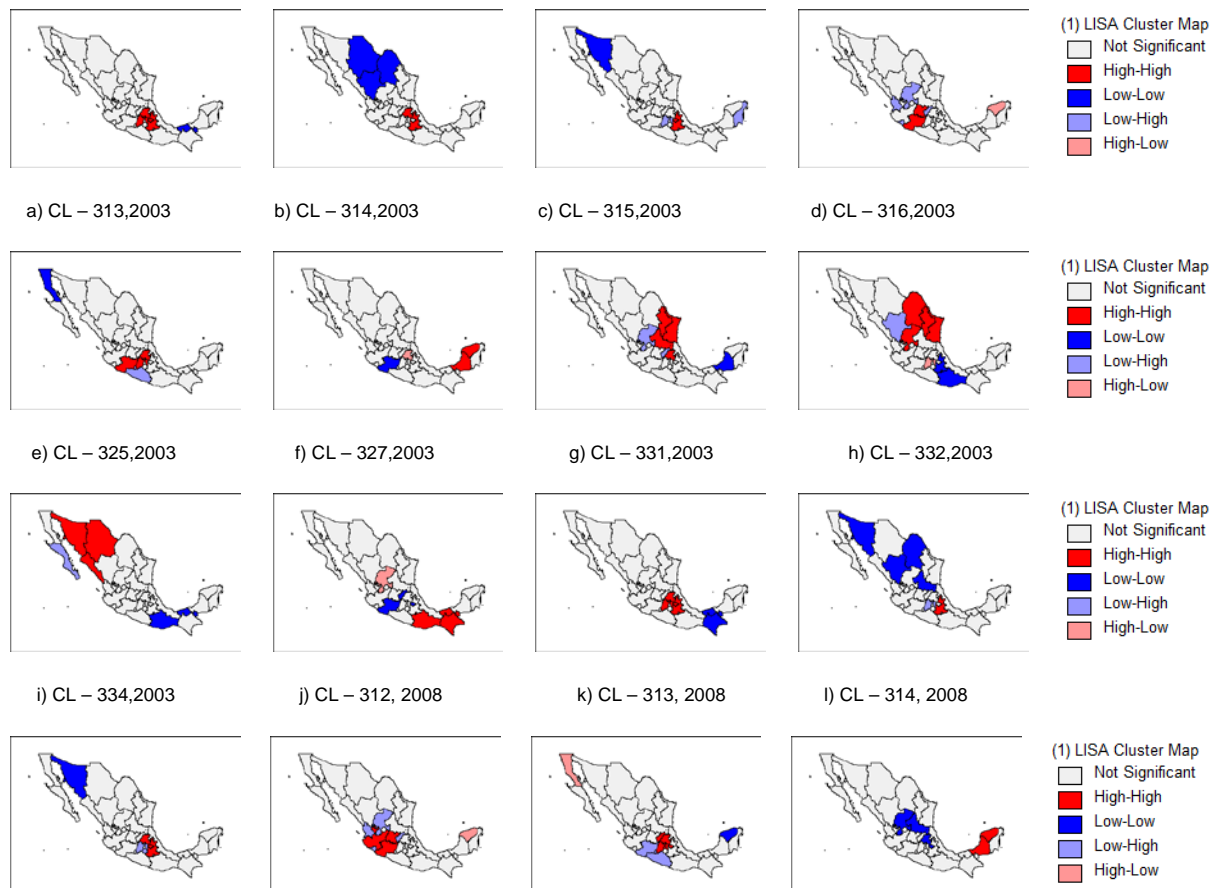 (1) LISA Cluster Map
Not Significant
High-High
Low-Low
Low-High
High-Low
a) CL – 313,2003
b) CL – 314,2003
c) CL – 315,2003
d) CL – 316,2003
(1) LISA Cluster Map
Not Significant
High-High
Low-Low
Low-High
High-Low
e) CL – 325,2003
f) CL – 327,2003
g) CL – 331,2003
h) CL – 332,2003
(1) LISA Cluster Map
Not Significant
High-High
Low-Low
Low-High
High-Low
i) CL – 334,2003
j) CL – 312, 2008
k) CL – 313, 2008
l) CL – 314, 2008
(1) LISA Cluster Map
Not Significant
High-High
Low-Low
Low-High
High-Low